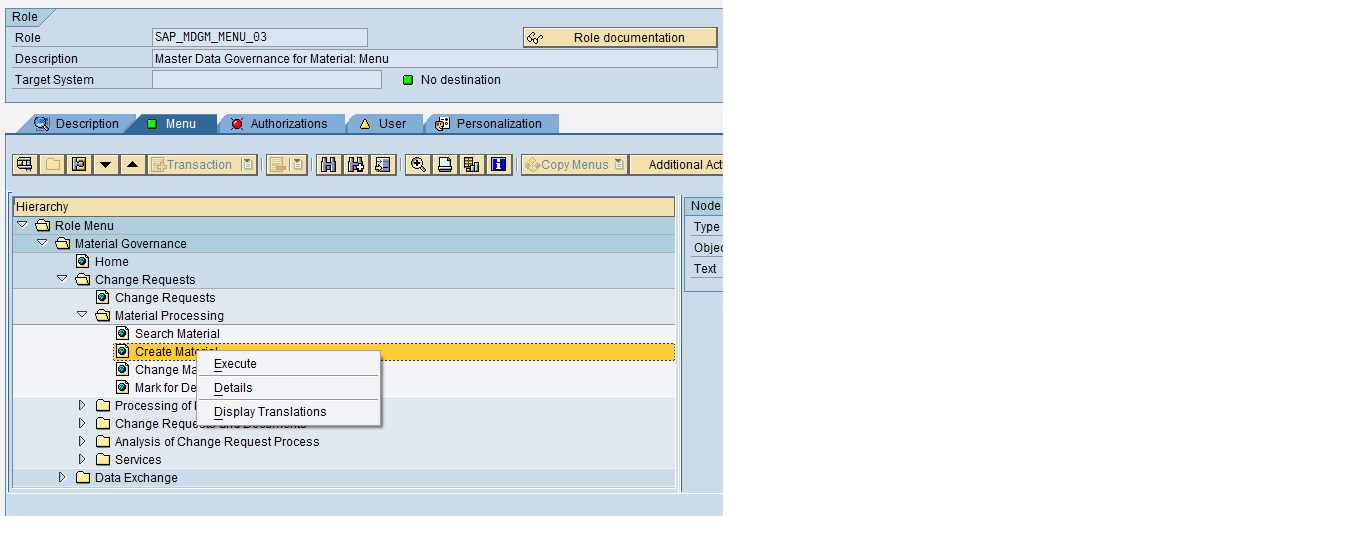 Role
Role SAP_MDGM_MENU_03 Role documentation
Description Master Data Governance for Material: Menu
Target System No destination
Description Menu Authorizations User Personalization
Transaction Copy Menus Additional Act
Hierarchy
Node
Role Menu
Type
Material Governance
Objec
Home
Text
Change Requests
Change Requests
Material Processing
Search Material
Create Material
Execute
Change Ma
Mark for De
Details
Processing of
Display Translations
Change Requests and Documents
Analysis of Change Request Process
Services
Data Exchange